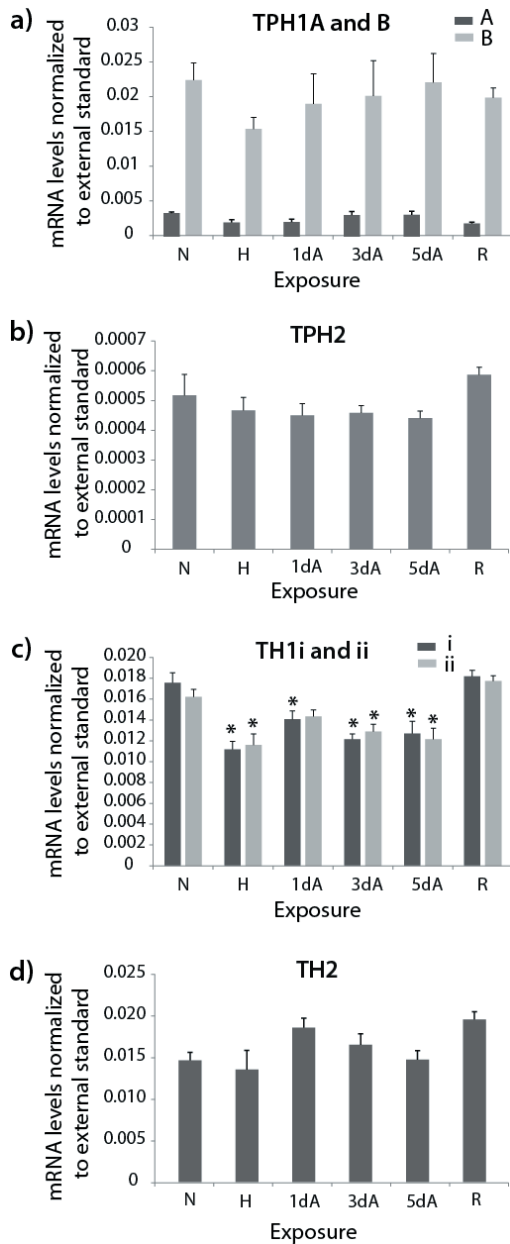 a)
TPH1A and B
A
B
mRNA levels normalized
to external standard
0.03
0.025
0.02
0.015
0.01
0.005
0
N H 1dA 3dA 5dA R
Exposure
b)
TPH2
mRNA levels normalized
to external standard
0.0007
0.0006
0.0005
0.0004
0.0003
0.0002
0.0001
0
N H 1dA 3dA 5dA R
Exposure
c)
TH1i and ii
i
ii
mRNA levels normalized
to external standard
0.020
0.018
0.016
0.014
0.012
0.010
0.008
0.006
0.004
0.002
0
* * * * * * *
N H 1dA 3dA 5dA R
Exposure
d)
TH2
mRNA levels normalized
to external standard
0.025
0.020
0.015
0.010
0.005
0
N H 1dA 3dA 5dA R
Exposure